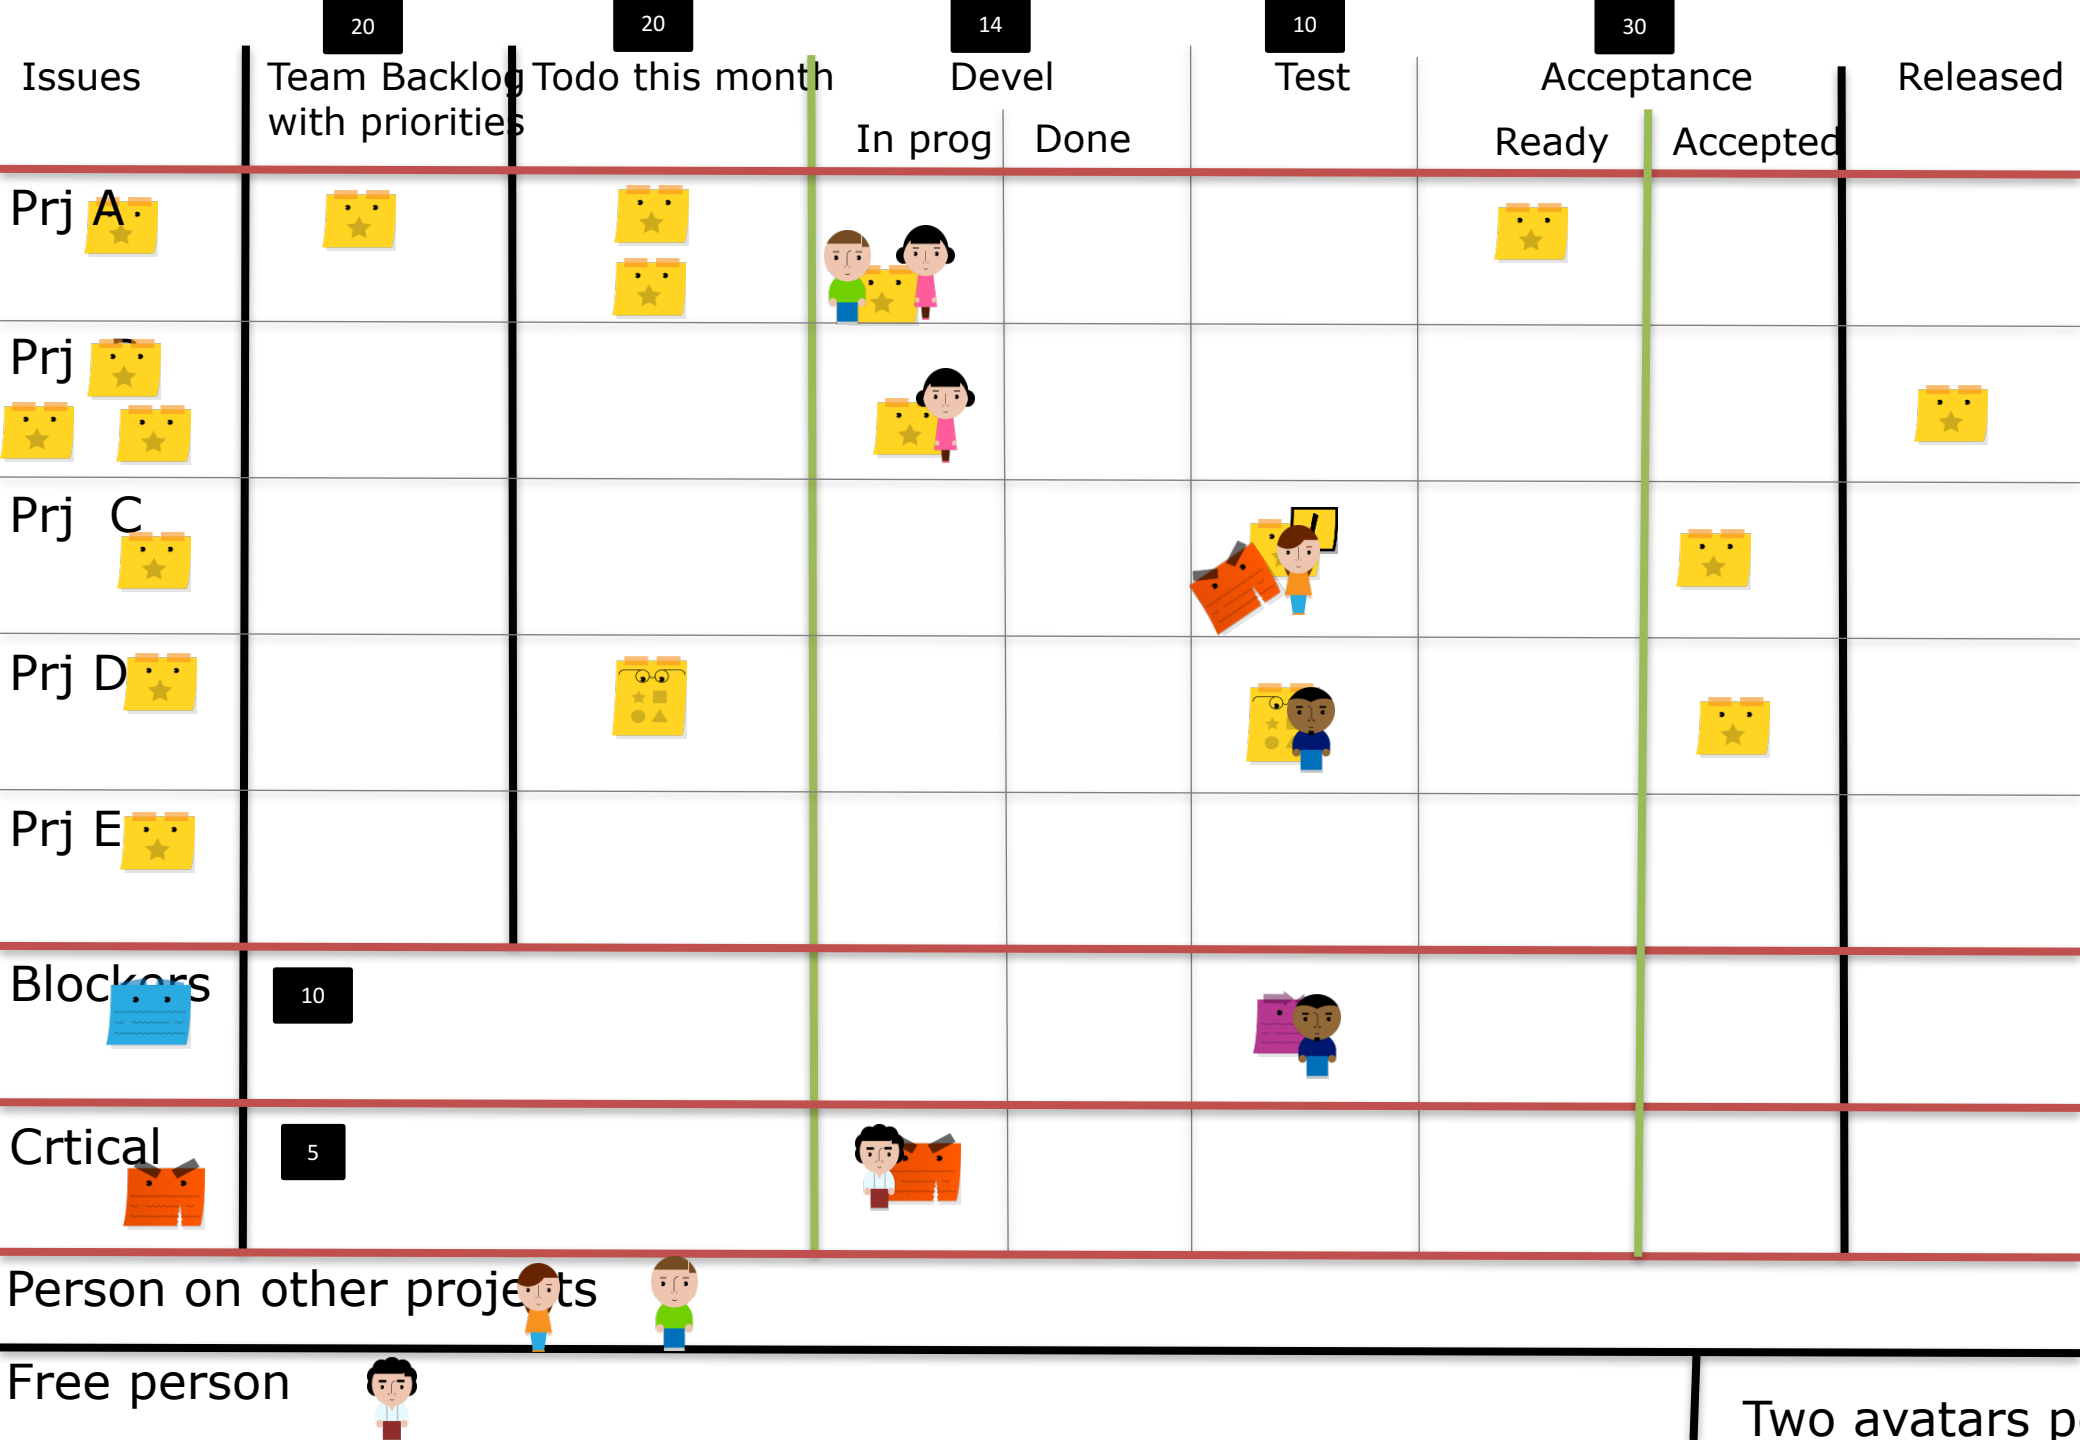 20 20 14 10 30
Issues Team Backlog Todo this month Devel Test Acceptance Released
with priorities In prog Done Ready Accepted
Prj A
Prj
Prj C
Prj D
Prj E
Blockers 10
Crtical 5
Person on other projects
Free person
Two avatars